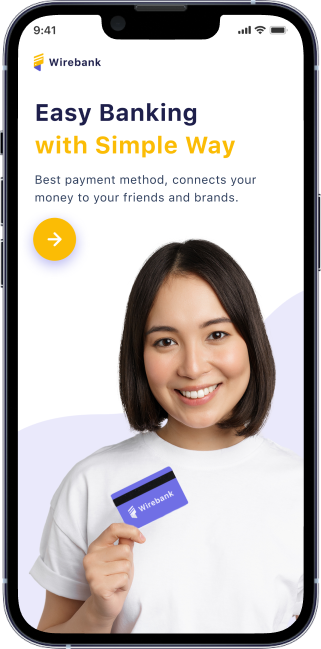 9:41
Wirebank
Easy Banking
with Simple Way
Best payment method, connects your
money to your friends and brands.
Wirebank